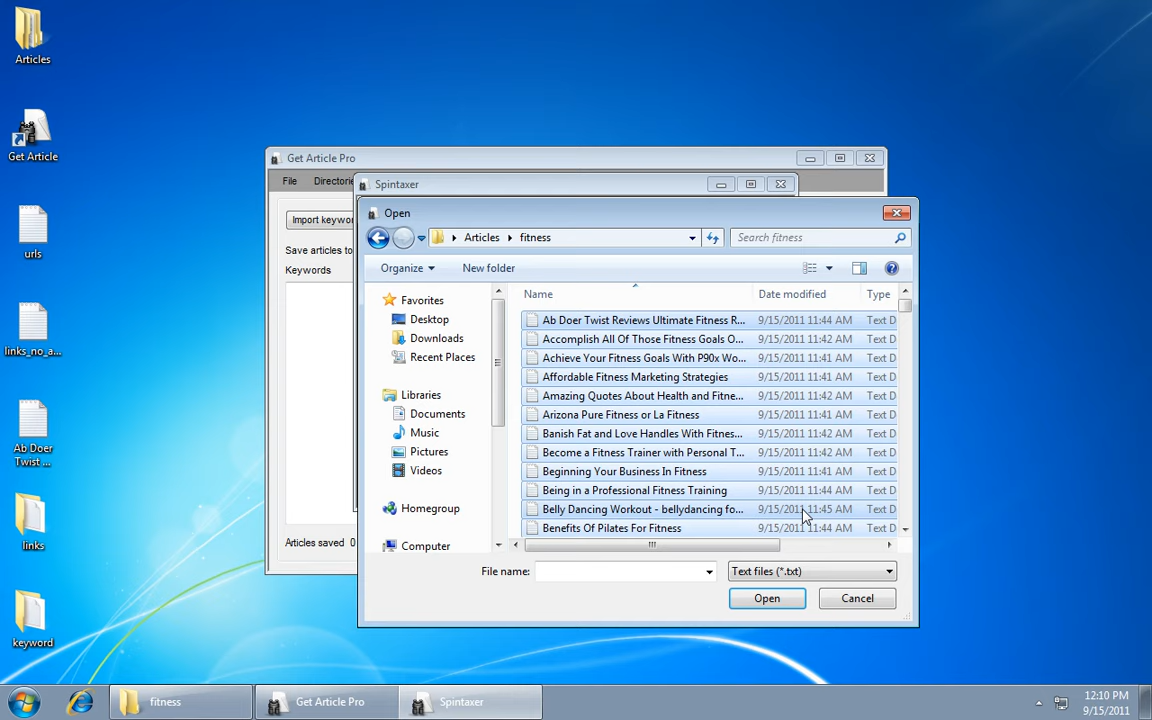 Articles
Get Article
urls
links_no_a...
Ab Doer
Twist ...
links
keyword
Get Article Pro
File Directorie
Import keywor
Save articles to
Keywords
Articles saved 0
Spintaxer
Open
Articles fitness
Search fitness
Organize New folder
Favorites
Desktop
Downloads
Recent Places
Libraries
Documents
Music
Pictures
Videos
Homegroup
Computer
Name Date modified Type
Ab Doer Twist Reviews Ultimate Fitness R... 9/15/2011 11:44 AM Text D
Accomplish All Of Those Fitness Goals O... 9/15/2011 11:42 AM Text D
Achieve Your Fitness Goals With P90x Wo... 9/15/2011 11:41 AM Text D
Affordable Fitness Marketing Strategies 9/15/2011 11:41 AM Text D
Amazing Quotes About Health and Fitne... 9/15/2011 11:42 AM Text D
Arizona Pure Fitness or La Fitness 9/15/2011 11:41 AM Text D
Banish Fat and Love Handles With Fitnes... 9/15/2011 11:42 AM Text D
Become a Fitness Trainer with Personal T... 9/15/2011 11:42 AM Text D
Beginning Your Business In Fitness 9/15/2011 11:41 AM Text D
Being in a Professional Fitness Training 9/15/2011 11:44 AM Text D
Belly Dancing Workout - bellydancing fo... 9/15/2011 11:45 AM Text D
Benefits Of Pilates For Fitness 9/15/2011 11:44 AM Text D
File name: Text files (*.txt)
Open Cancel
fitness Get Article Pro Spintaxer
12:10 PM
9/15/2011